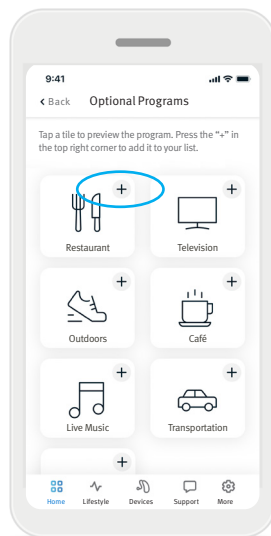 9:41
Back
Optional Programs
Tap a tile to preview the program. Press the “+” in
the top right corner to add it to your list.
+
+
Restaurant
Television
+
+
Outdoors
Café
+
+
Live Music
Transportation
+
Home
Lifestyle
Devices
Support
More